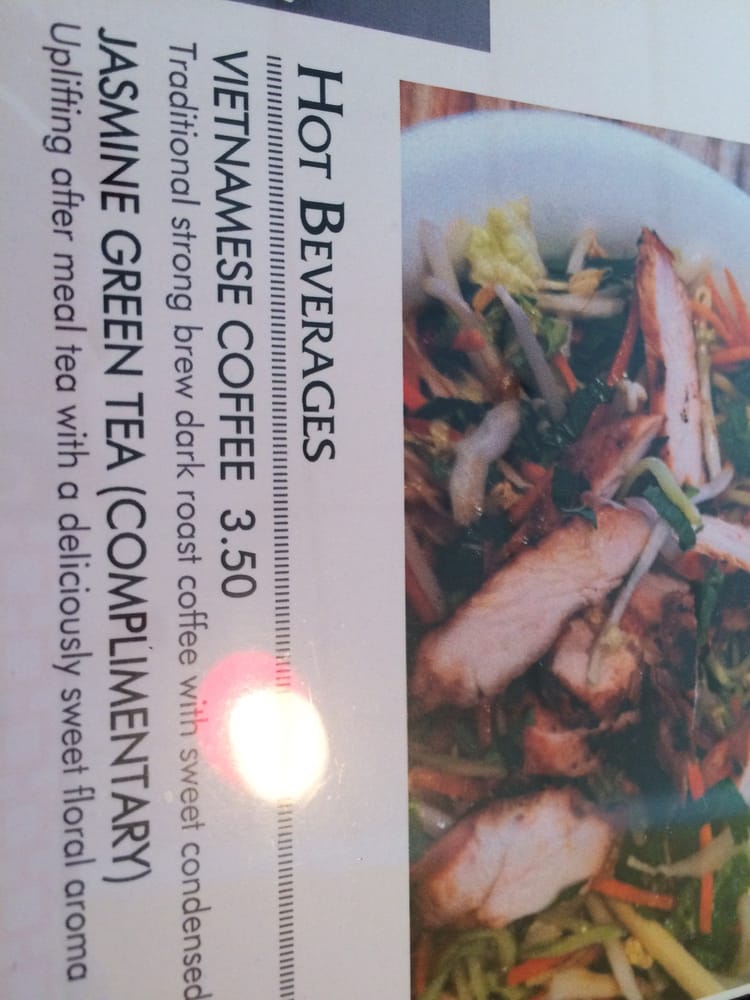 HOT BEVERAGES
VIETNAMESE COFFEE 3.50
Traditional strong brew dark roast coffee with sweet condensed
JASMINE GREEN TEA (COMPLIMENTARY)
Uplifting after meal tea with a deliciously sweet floral aroma